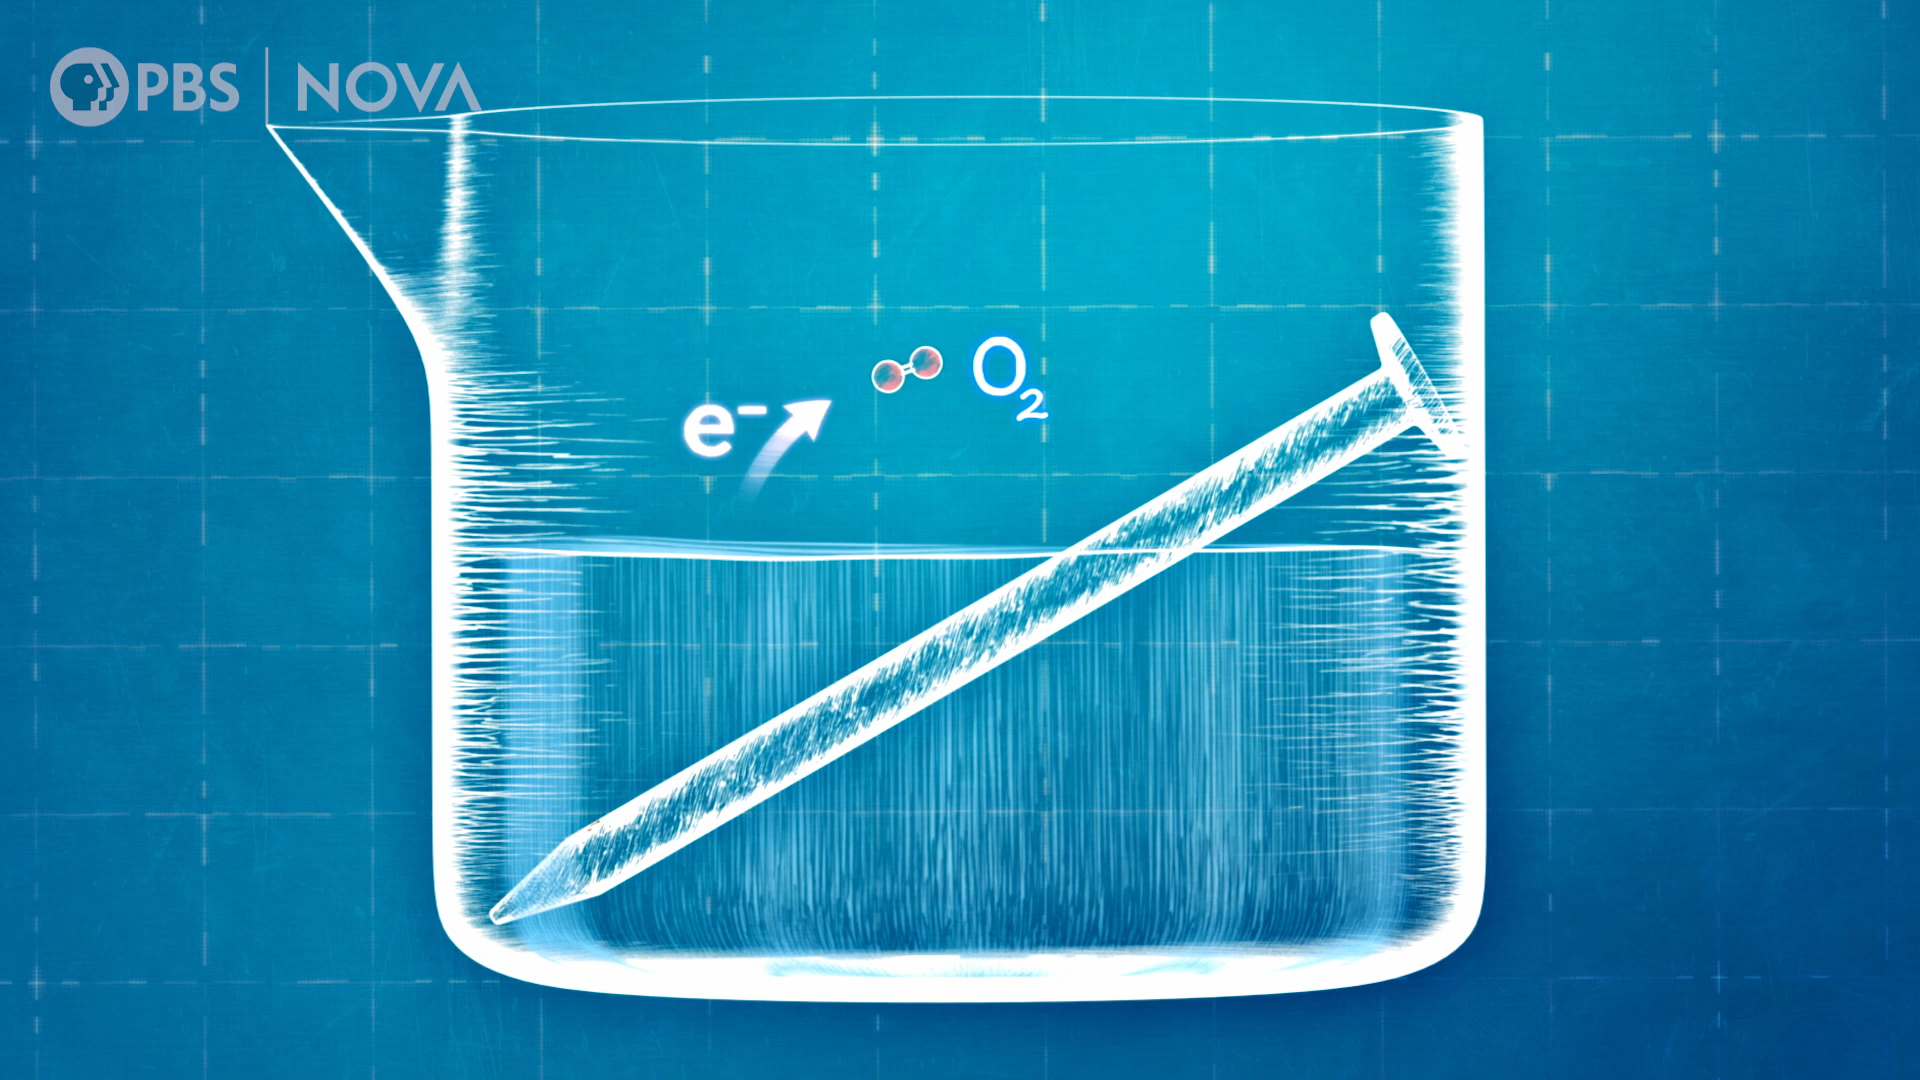 PBS | NOVA
e⁻
O₂